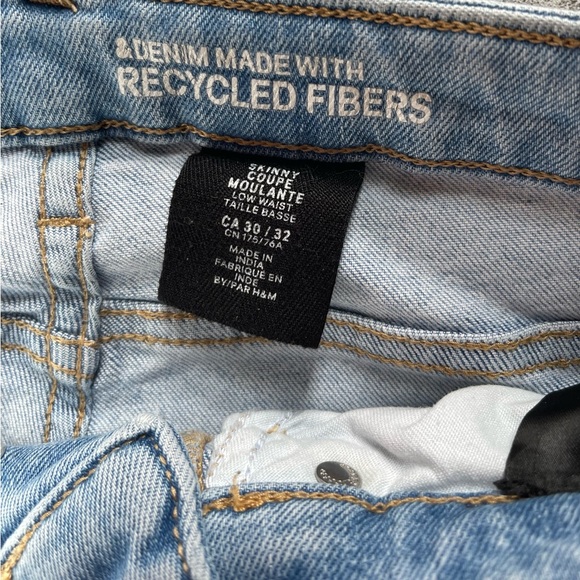 &DENIM MADE WITH
RECYCLED FIBERS
SKINNY
COUPE
MOULANTE
LOW WAIST
TAILLE BASSE
CA 30 / 32
CN 175/76A
MADE IN
INDIA
FABRIQUE EN
INDE
BY/PAR H&M